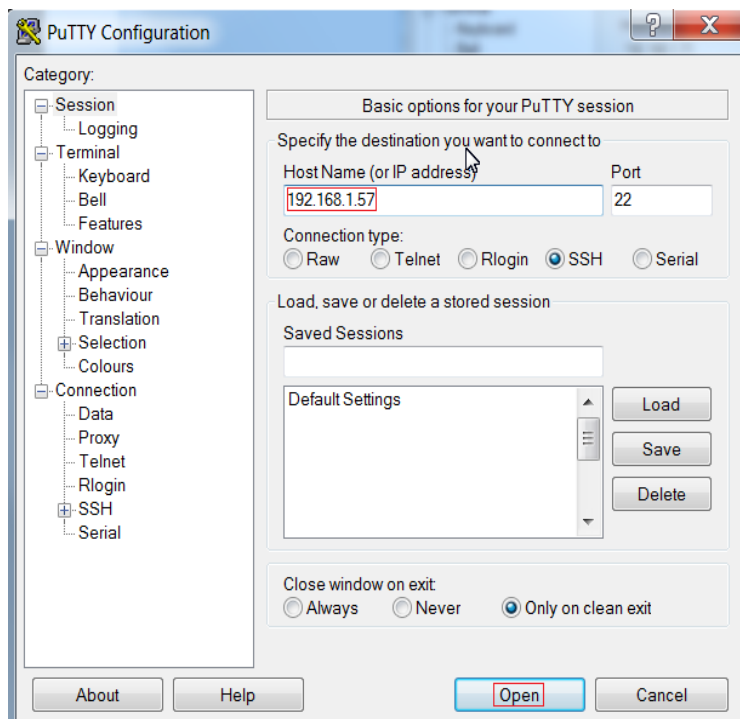 PuTTY Configuration
Category:
Session
Logging
Terminal
Keyboard
Bell
Features
Window
Appearance
Behaviour
Translation
Selection
Colours
Connection
Data
Proxy
Telnet
Rlogin
SSH
Serial
Basic options for your PuTTY session
Specify the destination you want to connect to
Host Name (or IP address) Port
192.168.1.57 22
Connection type:
Raw Telnet Rlogin SSH Serial
Load, save or delete a stored session
Saved Sessions
Default Settings
Load
Save
Delete
Close window on exit:
Always Never Only on clean exit
About Help Open Cancel